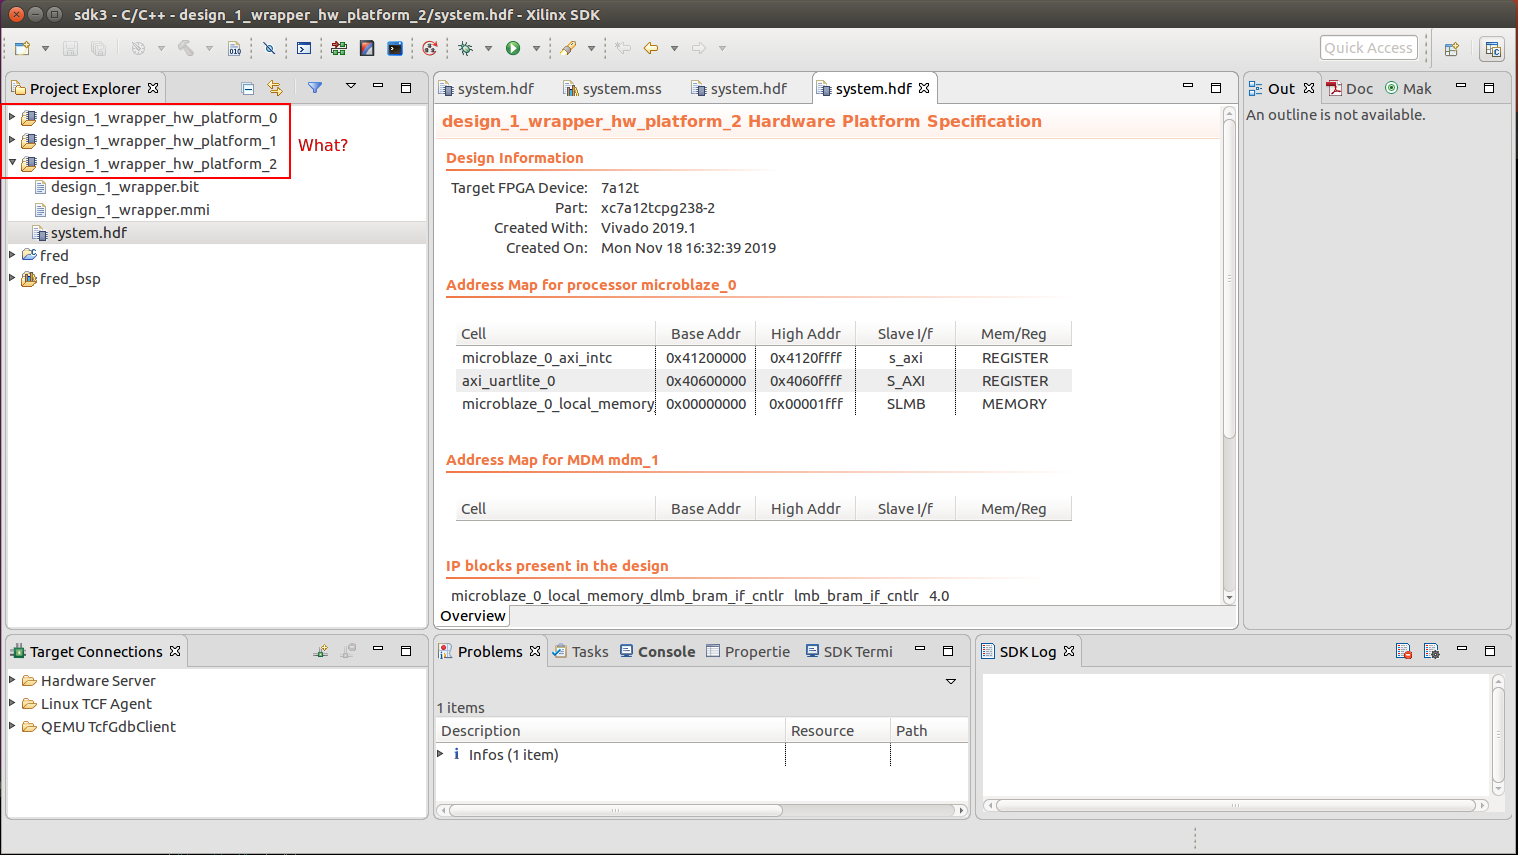 sdk3 - C/C++ - design_1_wrapper_hw_platform_2/system.hdf - Xilinx SDK
010
Quick Access
Project Explorer
design_1_wrapper_hw_platform_0
design_1_wrapper_hw_platform_1
What?
design_1_wrapper_hw_platform_2
design_1_wrapper.bit
design_1_wrapper.mmi
system.hdf
fred
fred_bsp
system.hdf system.mss system.hdf system.hdf
design_1_wrapper_hw_platform_2 Hardware Platform Specification
Design Information
Target FPGA Device: 7a12t
Part: xc7a12tcpg238-2
Created With: Vivado 2019.1
Created On: Mon Nov 18 16:32:39 2019
Address Map for processor microblaze_0
Cell Base Addr High Addr Slave I/f Mem/Reg
microblaze_0_axi_intc 0x41200000 0x4120ffff s_axi REGISTER
axi_uartlite_0 0x40600000 0x4060ffff S_AXI REGISTER
microblaze_0_local_memory 0x00000000 0x00001fff SLMB MEMORY
Address Map for MDM mdm_1
Cell Base Addr High Addr Slave I/f Mem/Reg
IP blocks present in the design
microblaze_0_local_memory_dlmb_bram_if_cntlr lmb_bram_if_cntlr 4.0
Overview
Out Doc Mak
An outline is not available.
Target Connections
Hardware Server
Linux TCF Agent
QEMU TcfGdbClient
Problems Tasks Console Propertie SDK Termi
1 items
Description Resource Path
Infos (1 item)
SDK Log